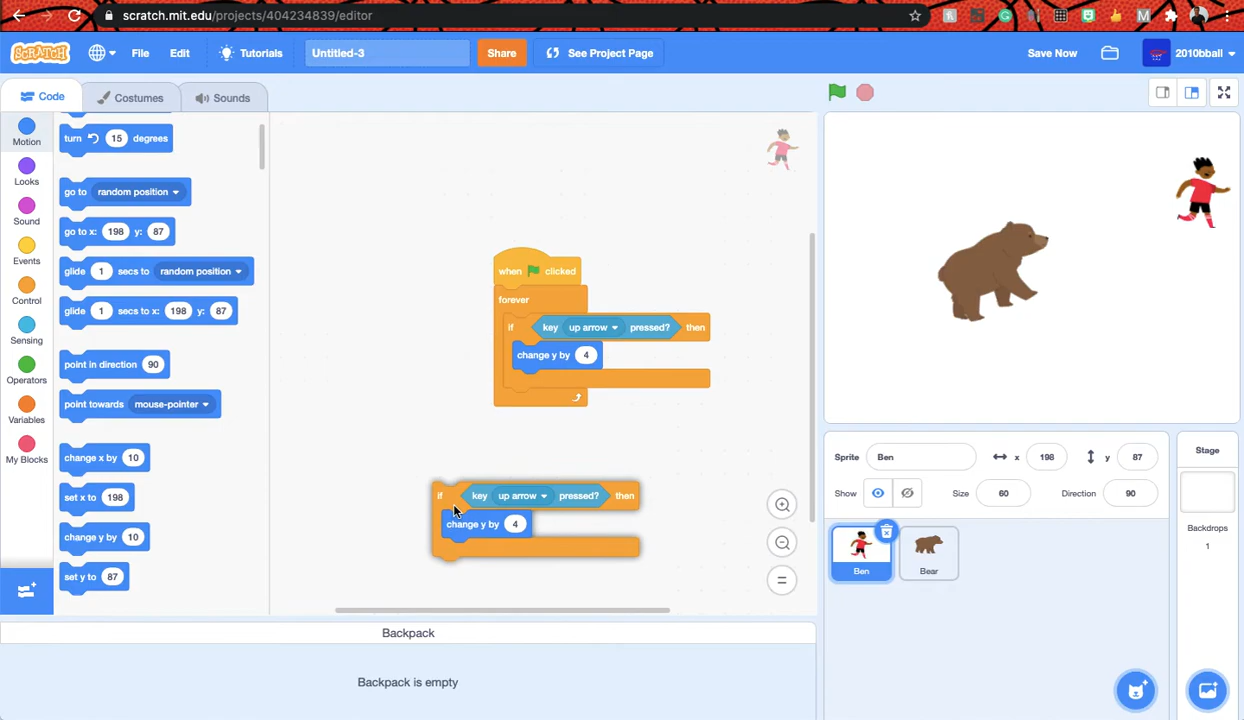 scratch.mit.edu/projects/404234839/editor
SCRATCH File Edit Tutorials Untitled-3 Share See Project Page Save Now 2010bball
Code Costumes Sounds
Motion
Looks
Sound
Events
Control
Sensing
Operators
Variables
My Blocks
turn 15 degrees
go to random position
go to x: 198 y: 87
glide 1 secs to random position
glide 1 secs to x: 198 y: 87
point in direction 90
point towards mouse-pointer
change x by 10
set x to 198
change y by 10
set y to 87
when clicked
forever
if key up arrow pressed? then
change y by 4
if key up arrow pressed? then
change y by 4
Sprite Ben x 198 y 87
Show Size 60 Direction 90
Ben
Bear
Stage
Backdrops
1
Backpack
Backpack is empty